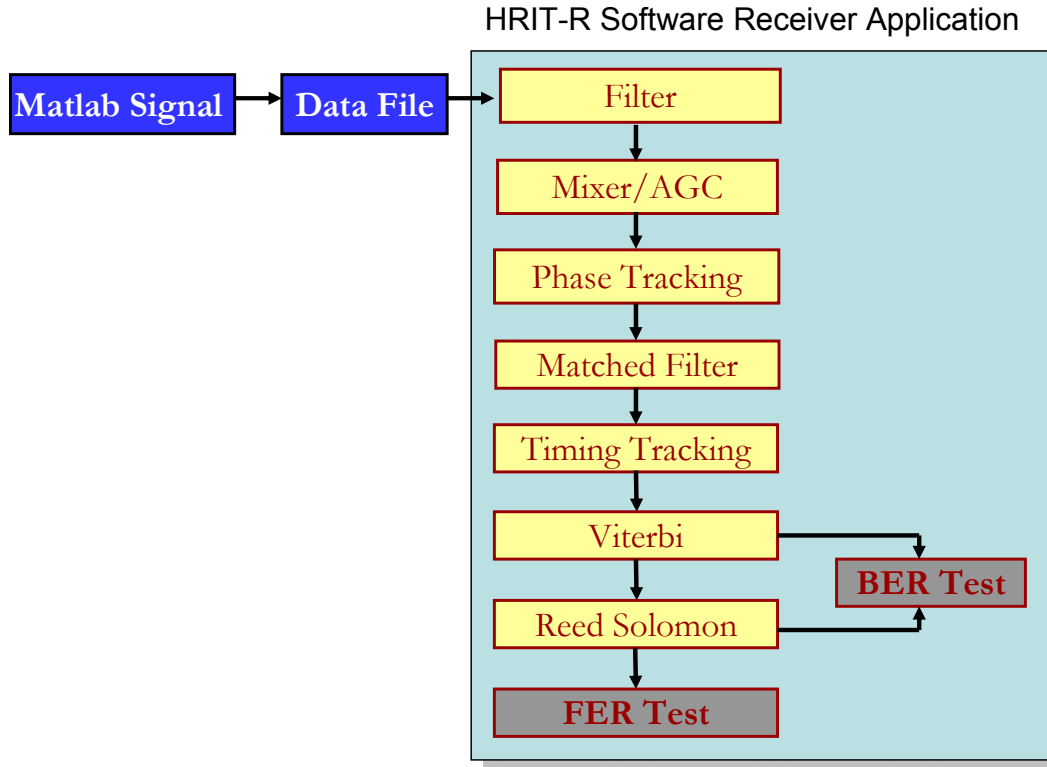 HRIT-R Software Receiver Application
Matlab Signal
Data File
Filter
Mixer/AGC
Phase Tracking
Matched Filter
Timing Tracking
Viterbi
BER Test
Reed Solomon
FER Test